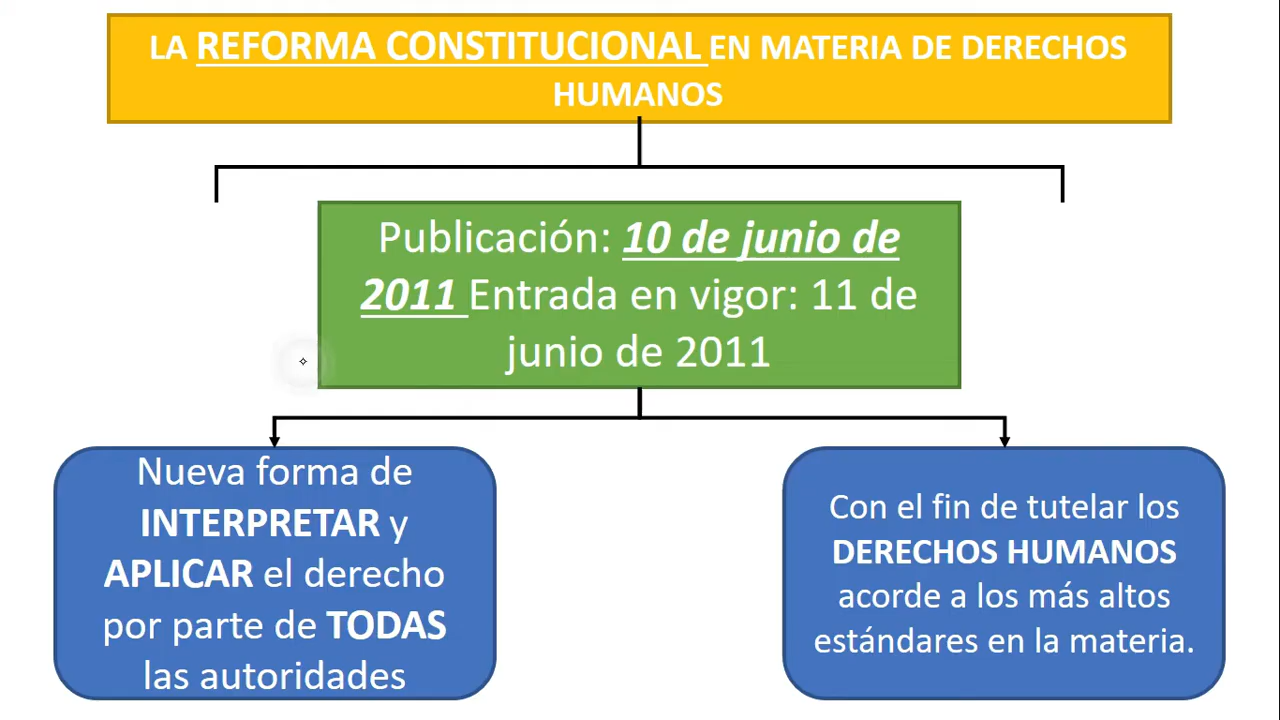 LA REFORMA CONSTITUCIONAL EN MATERIA DE DERECHOS
HUMANOS
Publicación: 10 de junio de
2011 Entrada en vigor: 11 de
junio de 2011
Nueva forma de
INTERPRETAR y
APLICAR el derecho
por parte de TODAS
las autoridades
Con el fin de tutelar los
DERECHOS HUMANOS
acorde a los más altos
estándares en la materia.